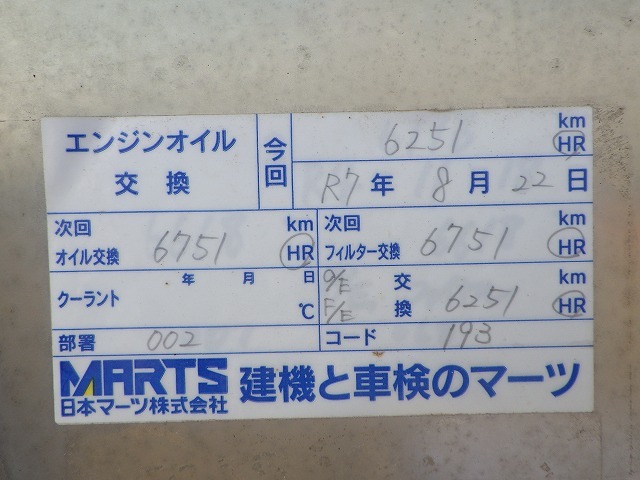 エンジンオイル
交換
今回
6251 km HR
R7年 8月 22日
次回 km
オイル交換 6751 HR
次回 km
フィルター交換 6751 HR
年 月 日
クーラント ℃
O/E 交 km
F/E 換 6251 HR
部署 002
コード 193
MARTS
日本マーツ株式会社
建機と車検のマーツ